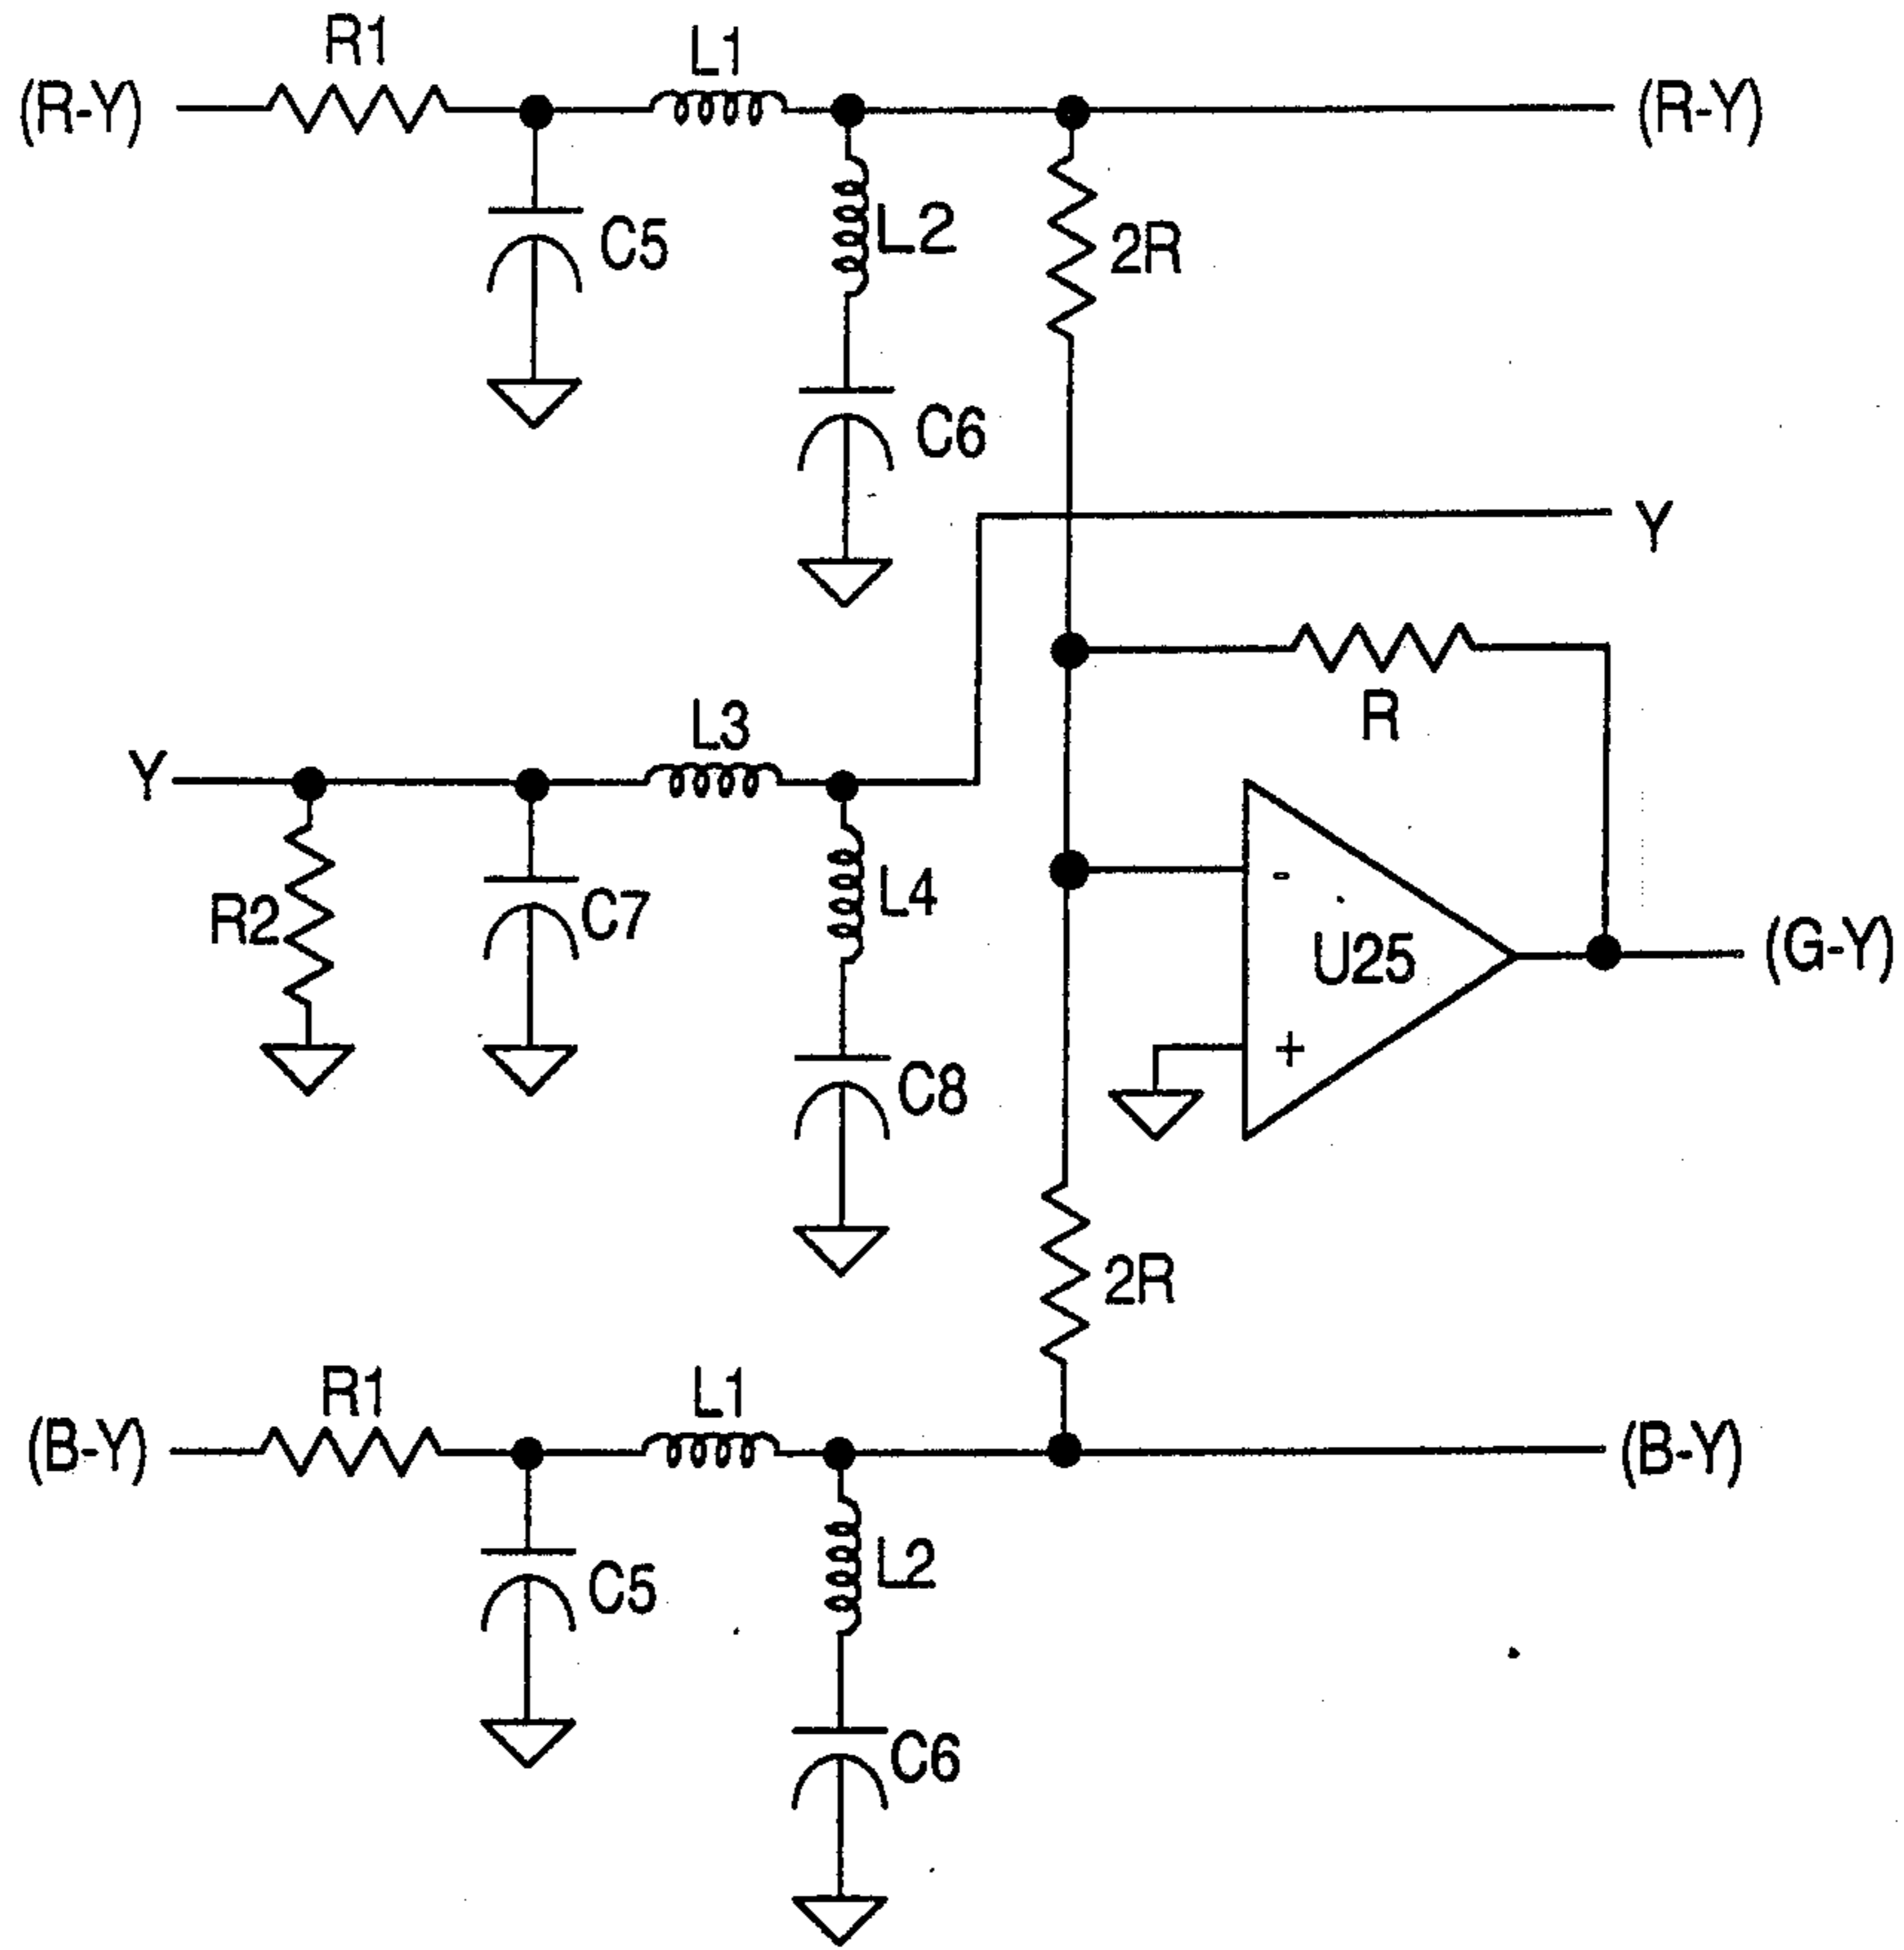 R1
L1
(R-Y)
(R-Y)
C5
L2
2R
C6
Y
R
L3
Y
R2
C7
L4
-
U25
(G-Y)
+
C8
2R
R1
L1
(B-Y)
(B-Y)
C5
L2
C6